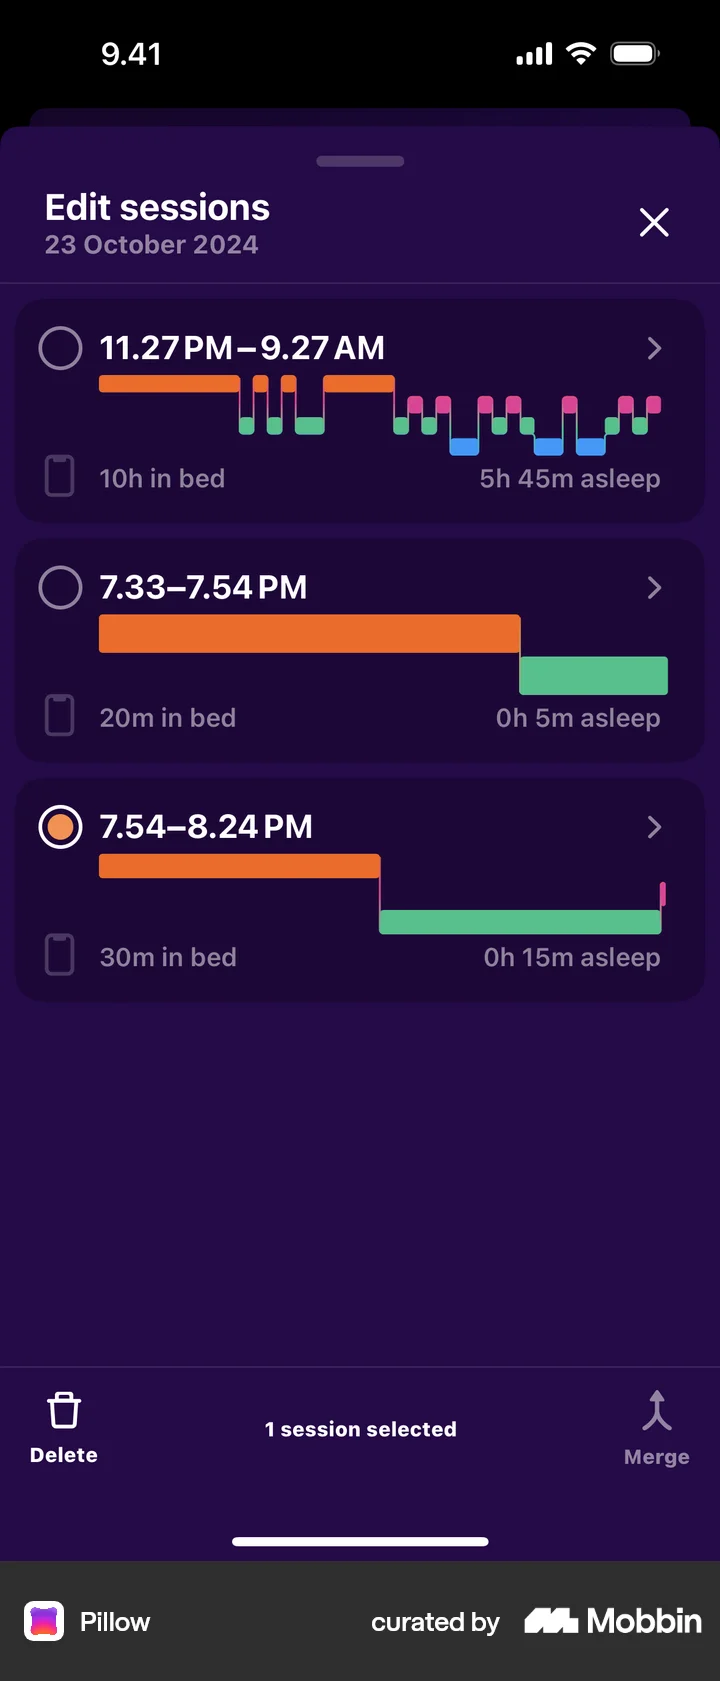 9.41
Edit sessions
23 October 2024
11.27 PM – 9.27 AM
10h in bed
5h 45m asleep
7.33–7.54 PM
20m in bed
0h 5m asleep
7.54–8.24 PM
30m in bed
0h 15m asleep
Delete
1 session selected
Merge
Pillow
curated by
Mobbin